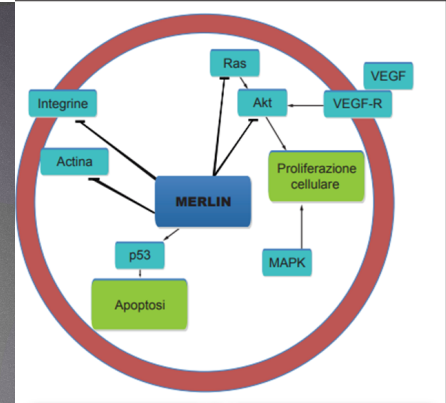 Ras
VEGF
Integrine
Akt
VEGF-R
Actina
Proliferazione
cellulare
MERLIN
p53
MAPK
Apoptosi